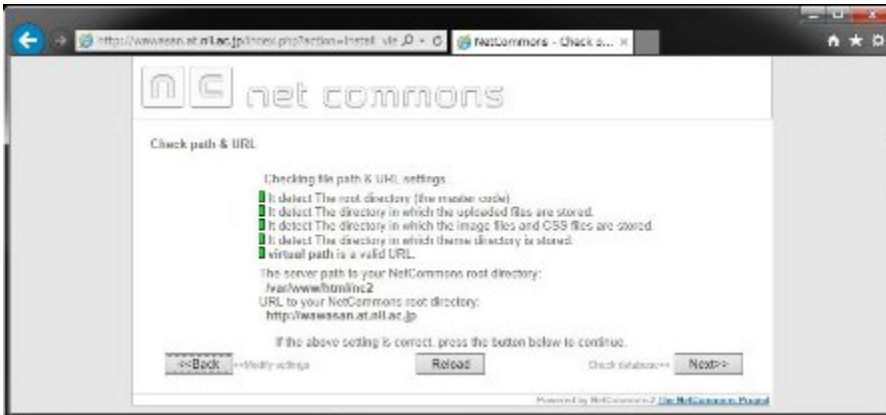 http://wawasan.at.nii.ac.jp/index.php?action=install_vie
NetCommons - Check s...
nc net commons
Check path & URL
Checking file path & URL settings
It detect The root directory (the master code)
It detect The directory in which the uploaded files are stored.
It detect The directory in which the image files and CSS files are stored.
It detect The directory in which theme directory is stored.
virtual path is a valid URL.
The server path to your NetCommons root directory:
/var/www/html/nc2
URL to your NetCommons root directory:
http://wawasan.at.nii.ac.jp
If the above setting is correct, press the button below to continue.
<<Back <<Modify settings Reload Check database>> Next>>
Powered by NetCommons2 The NetCommons Project